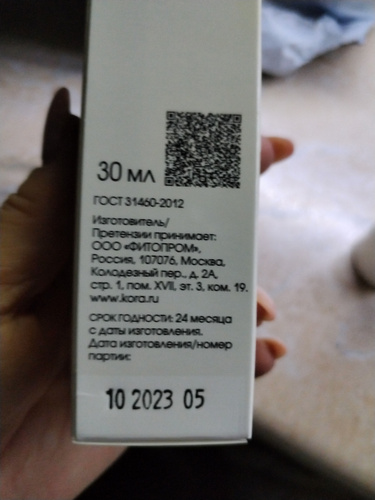 30 мл
ГОСТ 31460-2012
Изготовитель/
Претензии принимает:
ООО «ФИТОПРОМ»,
Россия, 107076, Москва,
Колодезный пер., д. 2А,
стр. 1, пом. XVII, эт. 3, ком. 19.
www.kora.ru
СРОК ГОДНОСТИ: 24 месяца
с даты изготовления.
Дата изготовления/номер
партии:
10 2023 05